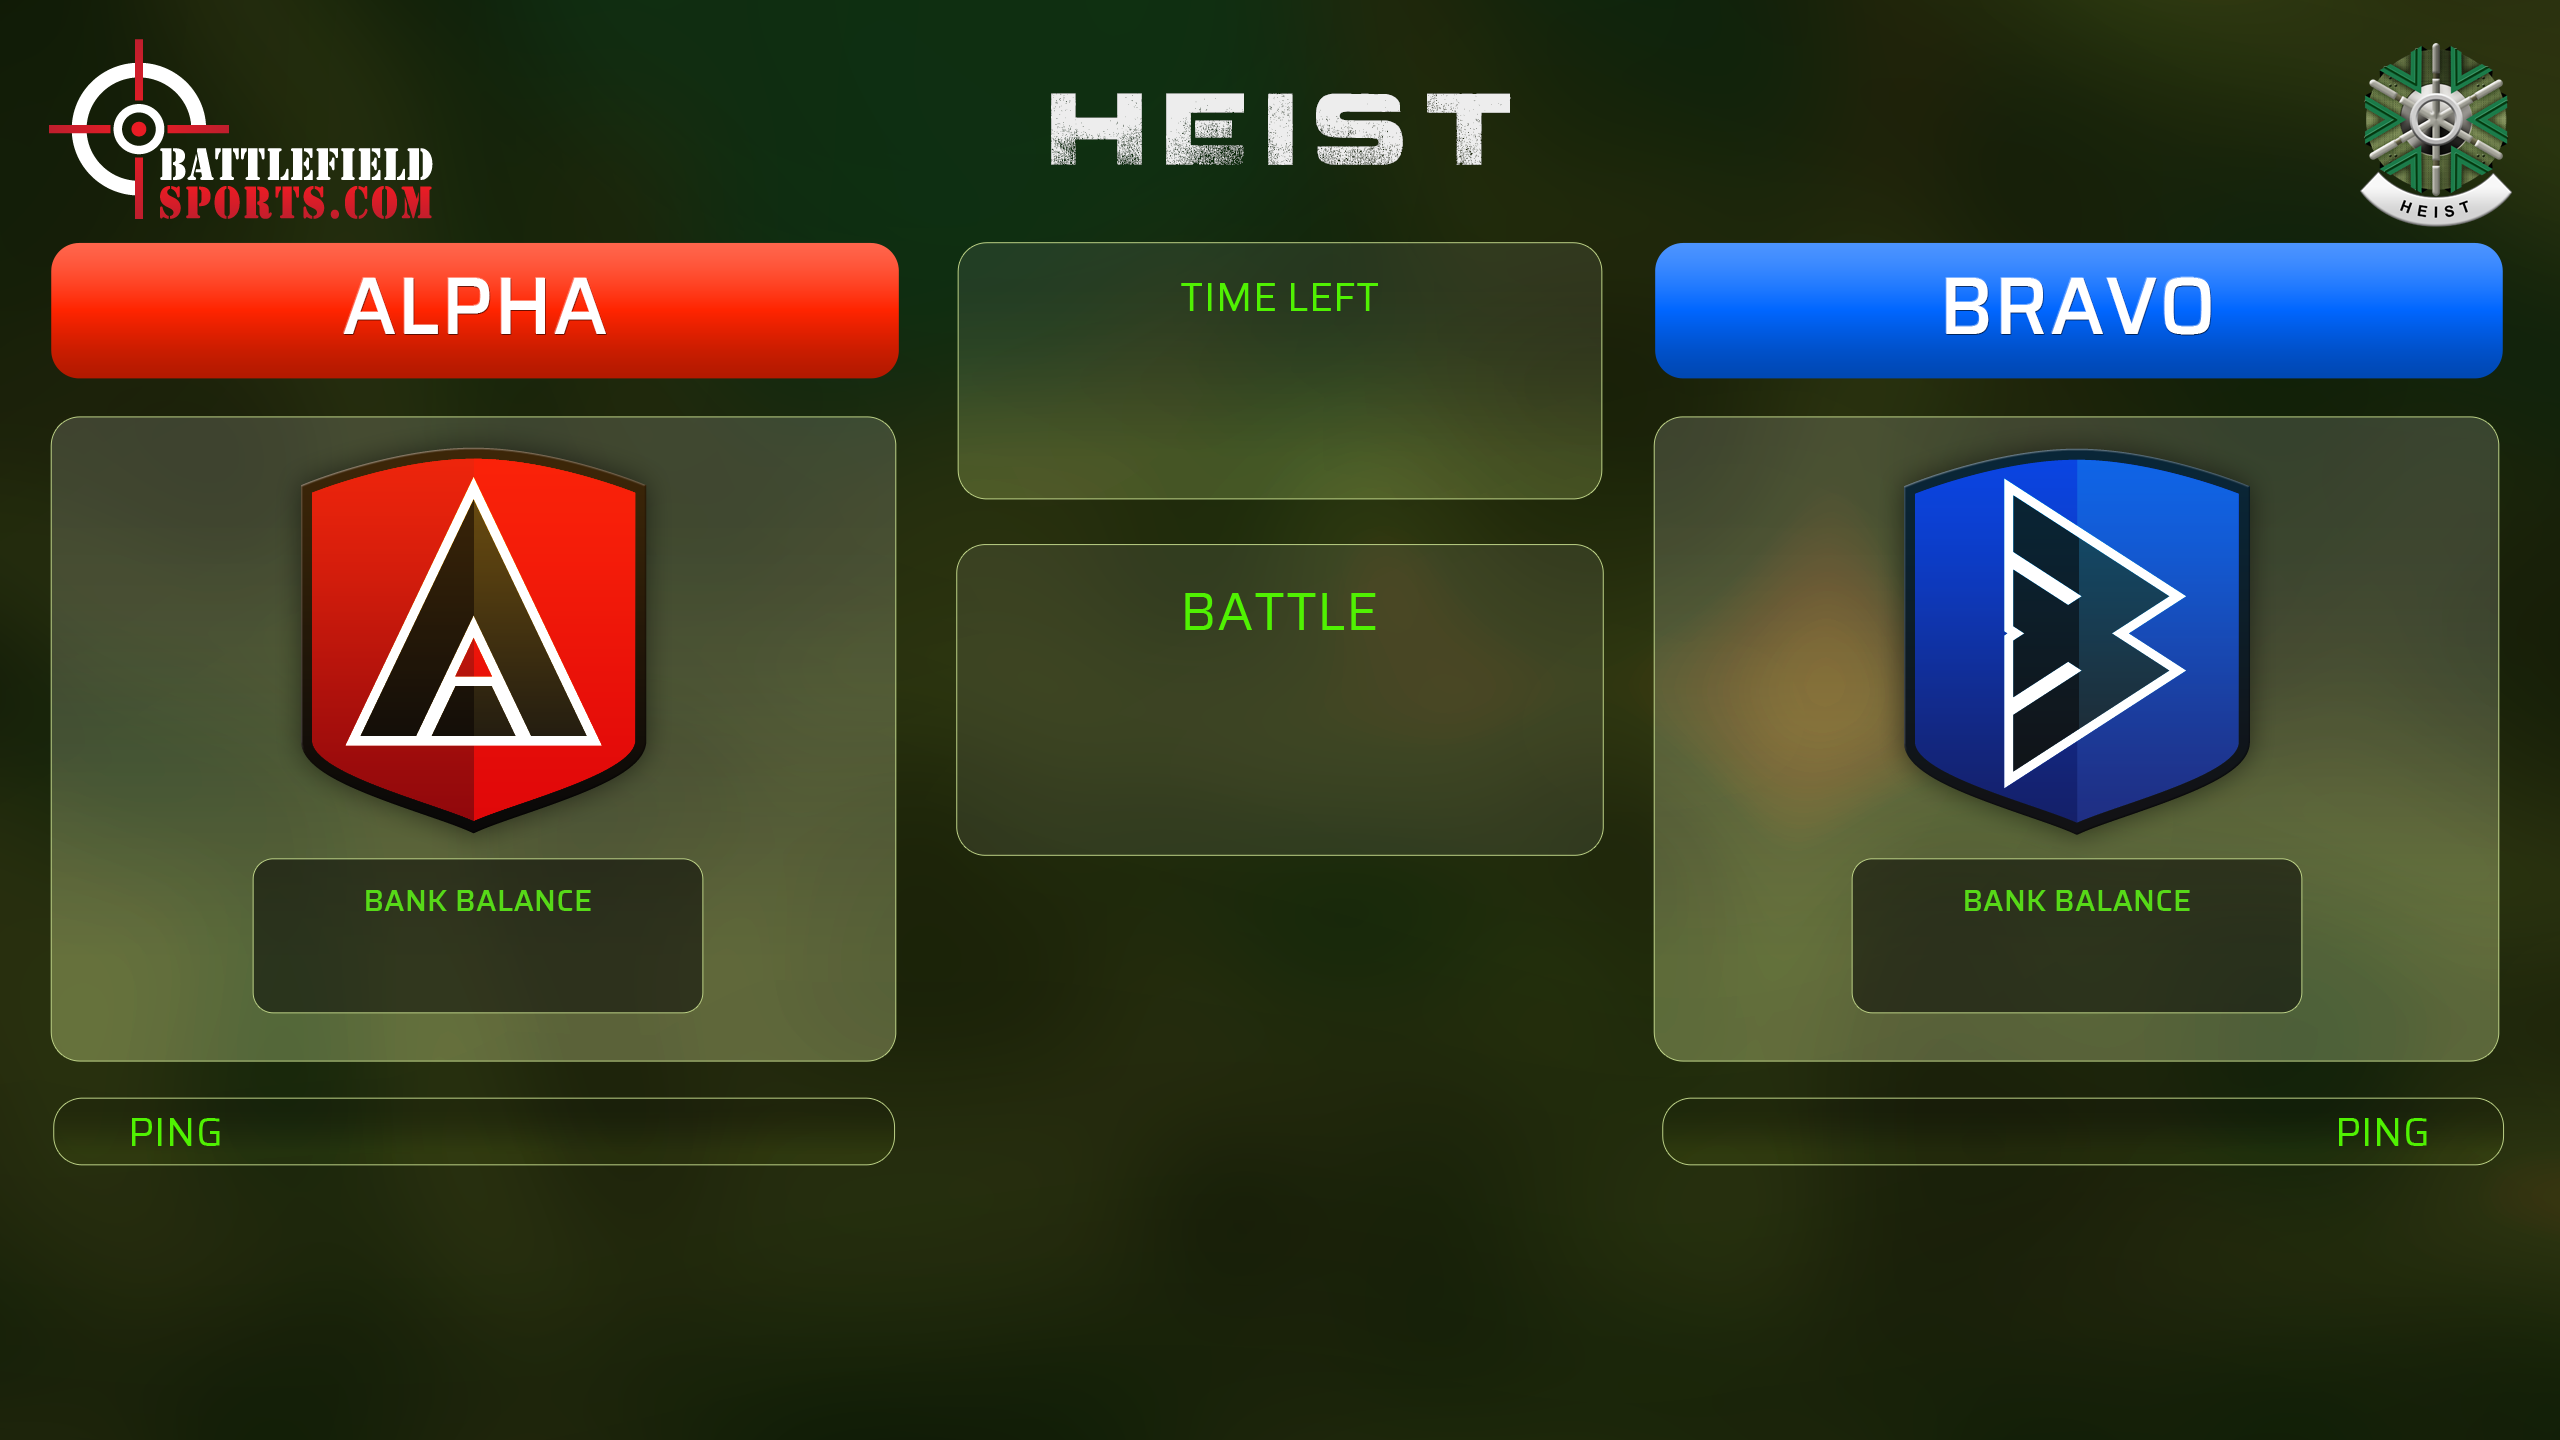 BATTLEFIELD
SPORTS.COM
HEIST
HEIST
ALPHA
TIME LEFT
BRAVO
BATTLE
BANK BALANCE
BANK BALANCE
PING
PING